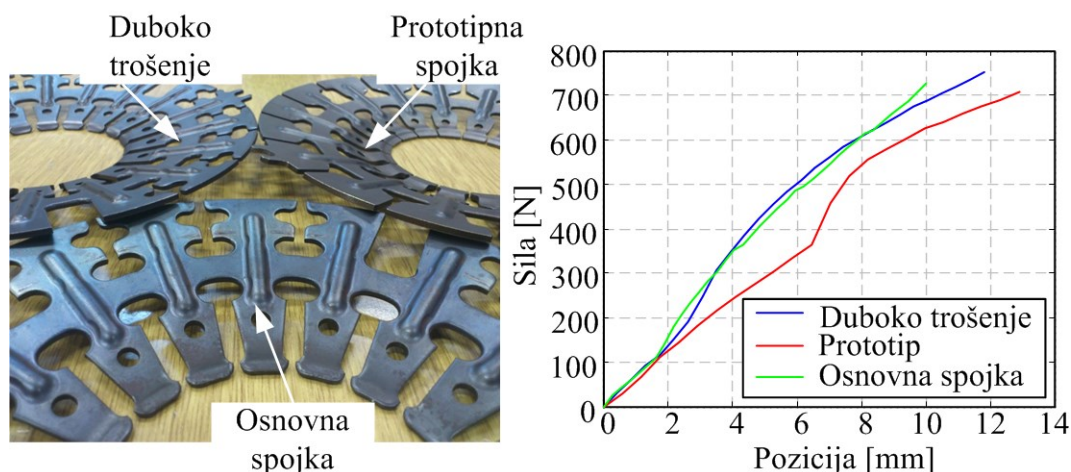 Duboko
trošenje
Prototipna
spojka
Osnovna
spojka
Sila [N]
800
700
600
500
400
300
200
100
0
0
2
4
6
8
10
12
14
Pozicija [mm]
Duboko trošenje
Prototip
Osnovna spojka